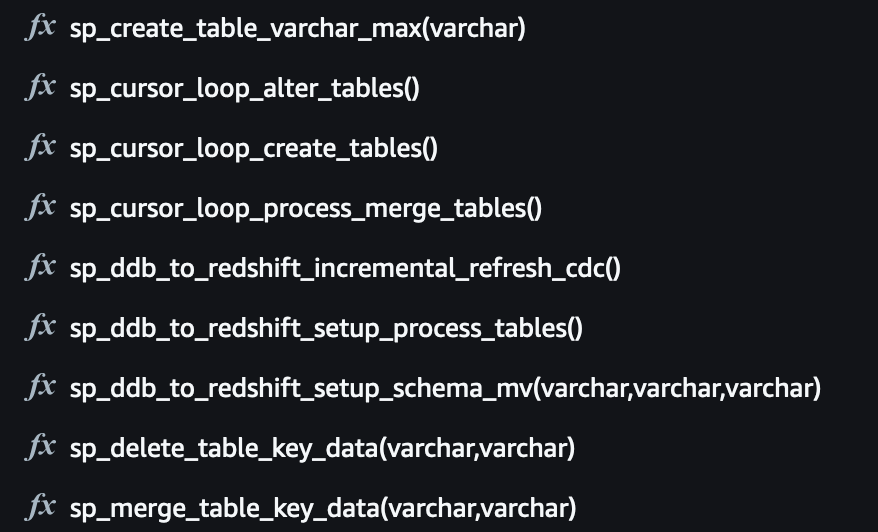 fx sp_create_table_varchar_max(varchar)
fx sp_cursor_loop_alter_tables()
fx sp_cursor_loop_create_tables()
fx sp_cursor_loop_process_merge_tables()
fx sp_ddb_to_redshift_incremental_refresh_cdc()
fx sp_ddb_to_redshift_setup_process_tables()
fx sp_ddb_to_redshift_setup_schema_mv(varchar,varchar,varchar)
fx sp_delete_table_key_data(varchar,varchar)
fx sp_merge_table_key_data(varchar,varchar)